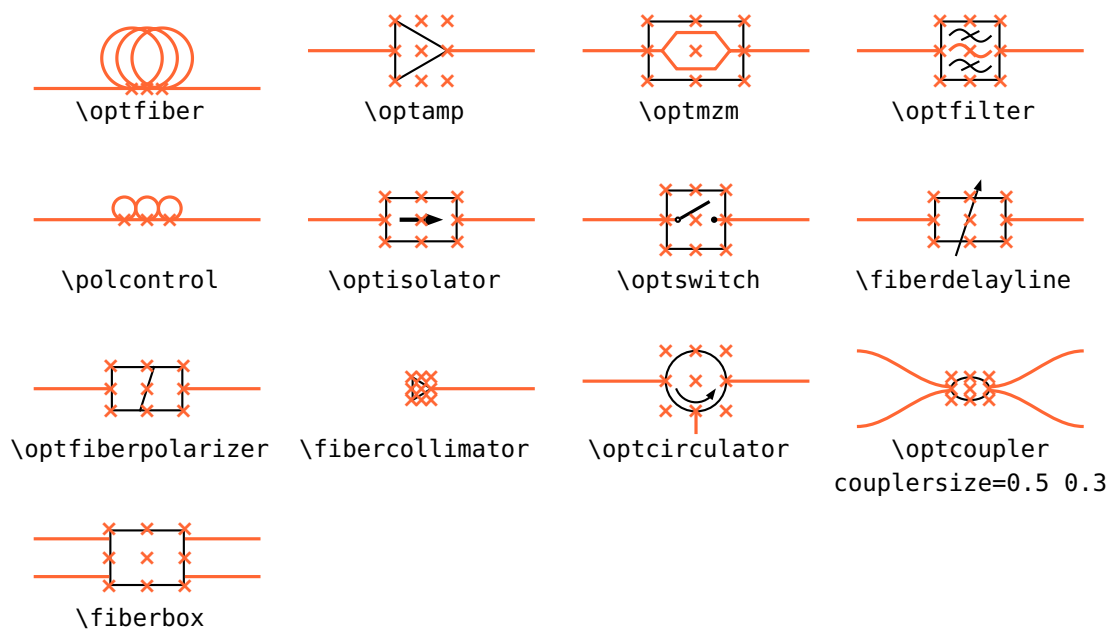 \optfiber
\optamp
\optmzm
\optfilter
\polcontrol
\optisolator
\optswitch
\fiberdelayline
\optfiberpolarizer
\fibercollimator
\optcirculator
\optcoupler
couplersize=0.5 0.3
\fiberbox